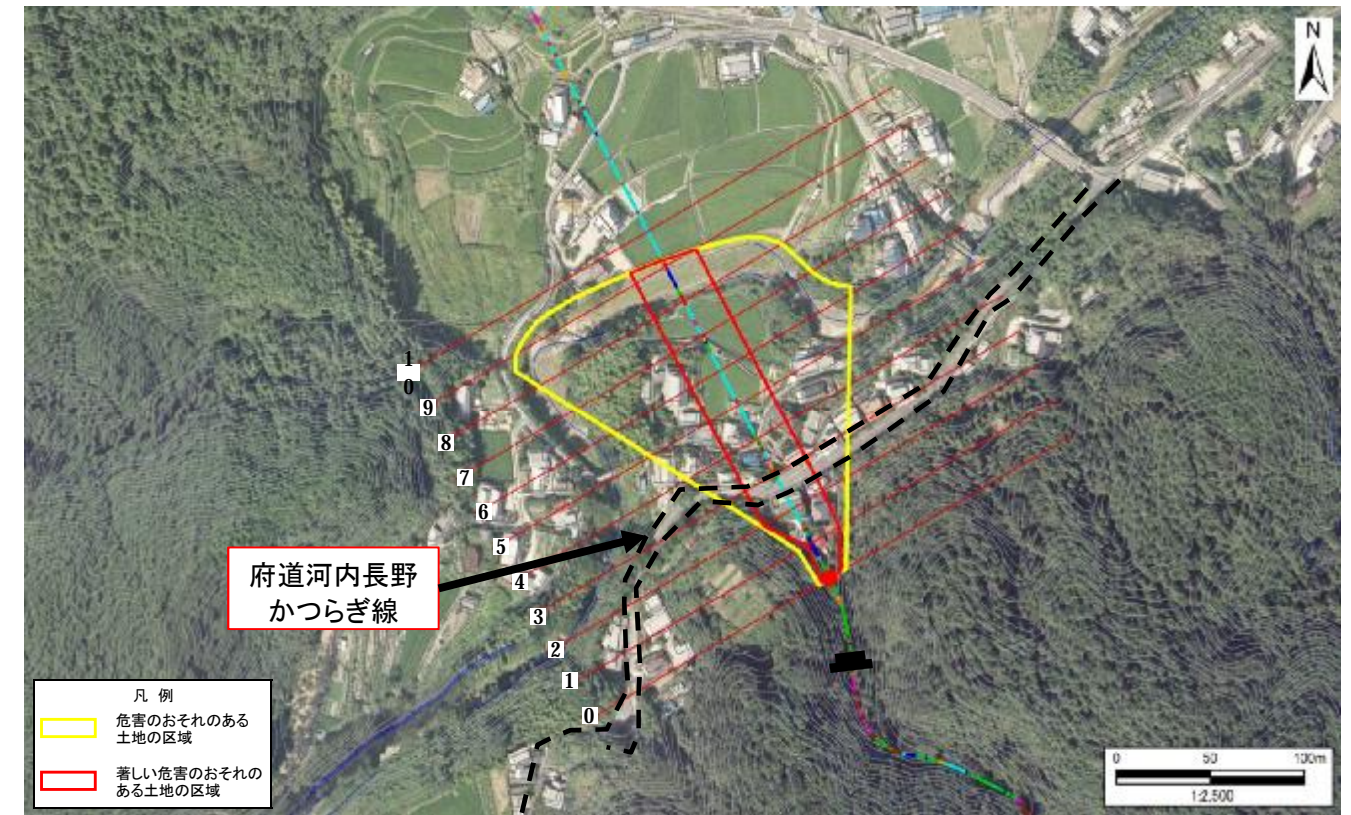 N
1
0
9
8
7
6
5
4
3
2
1
0
府道河内長野
かつらぎ線
凡 例
危害のおそれのある
土地の区域
著しい危害のおそれの
ある土地の区域
0 50 100m
1:2,500